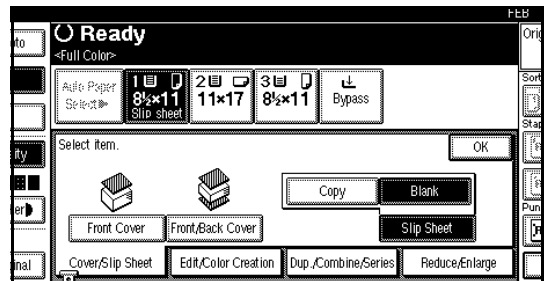 FEB
Ready
<Full Color>
Auto Paper
Select
1
8½×11
Slip sheet
2
11×17
3
8½×11
Bypass
Select item.
OK
Front Cover
Front/Back Cover
Copy
Blank
Slip Sheet
Cover/Slip Sheet
Edit/Color Creation
Dup./Combine/Series
Reduce/Enlarge
Sort